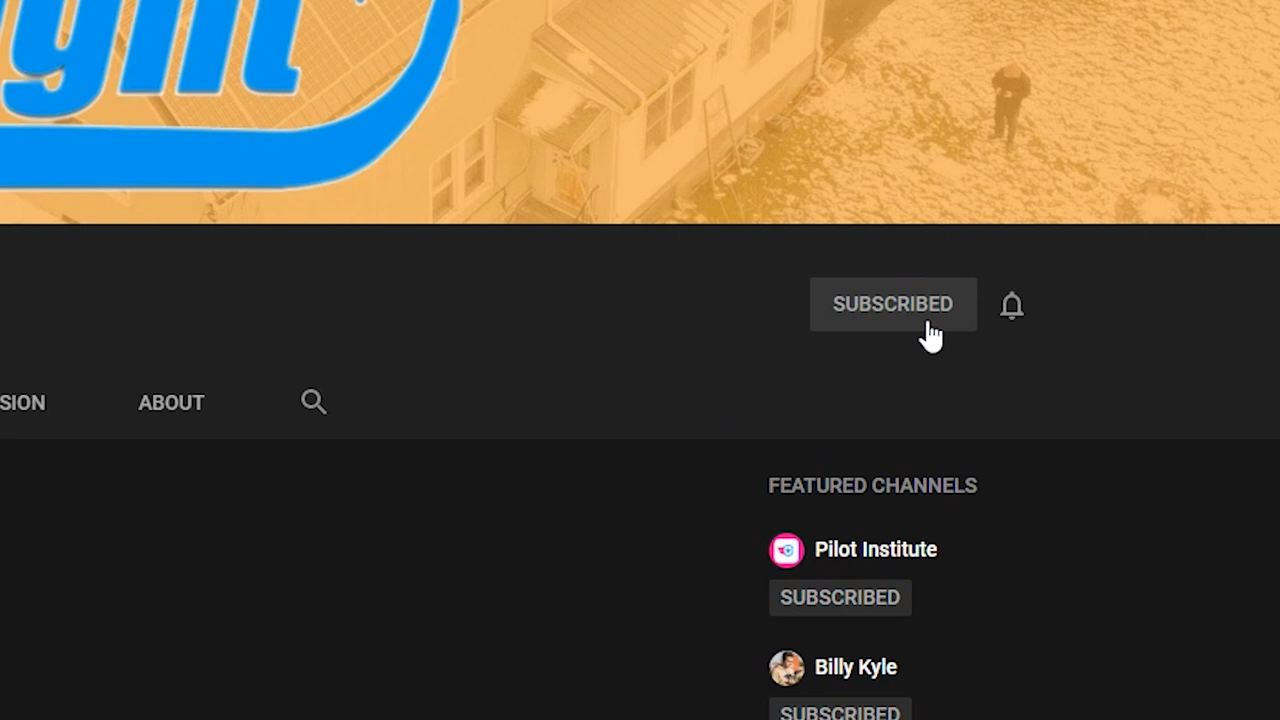 SUBSCRIBED
SION
ABOUT
FEATURED CHANNELS
Pilot Institute
SUBSCRIBED
Billy Kyle
SUBSCRIBED